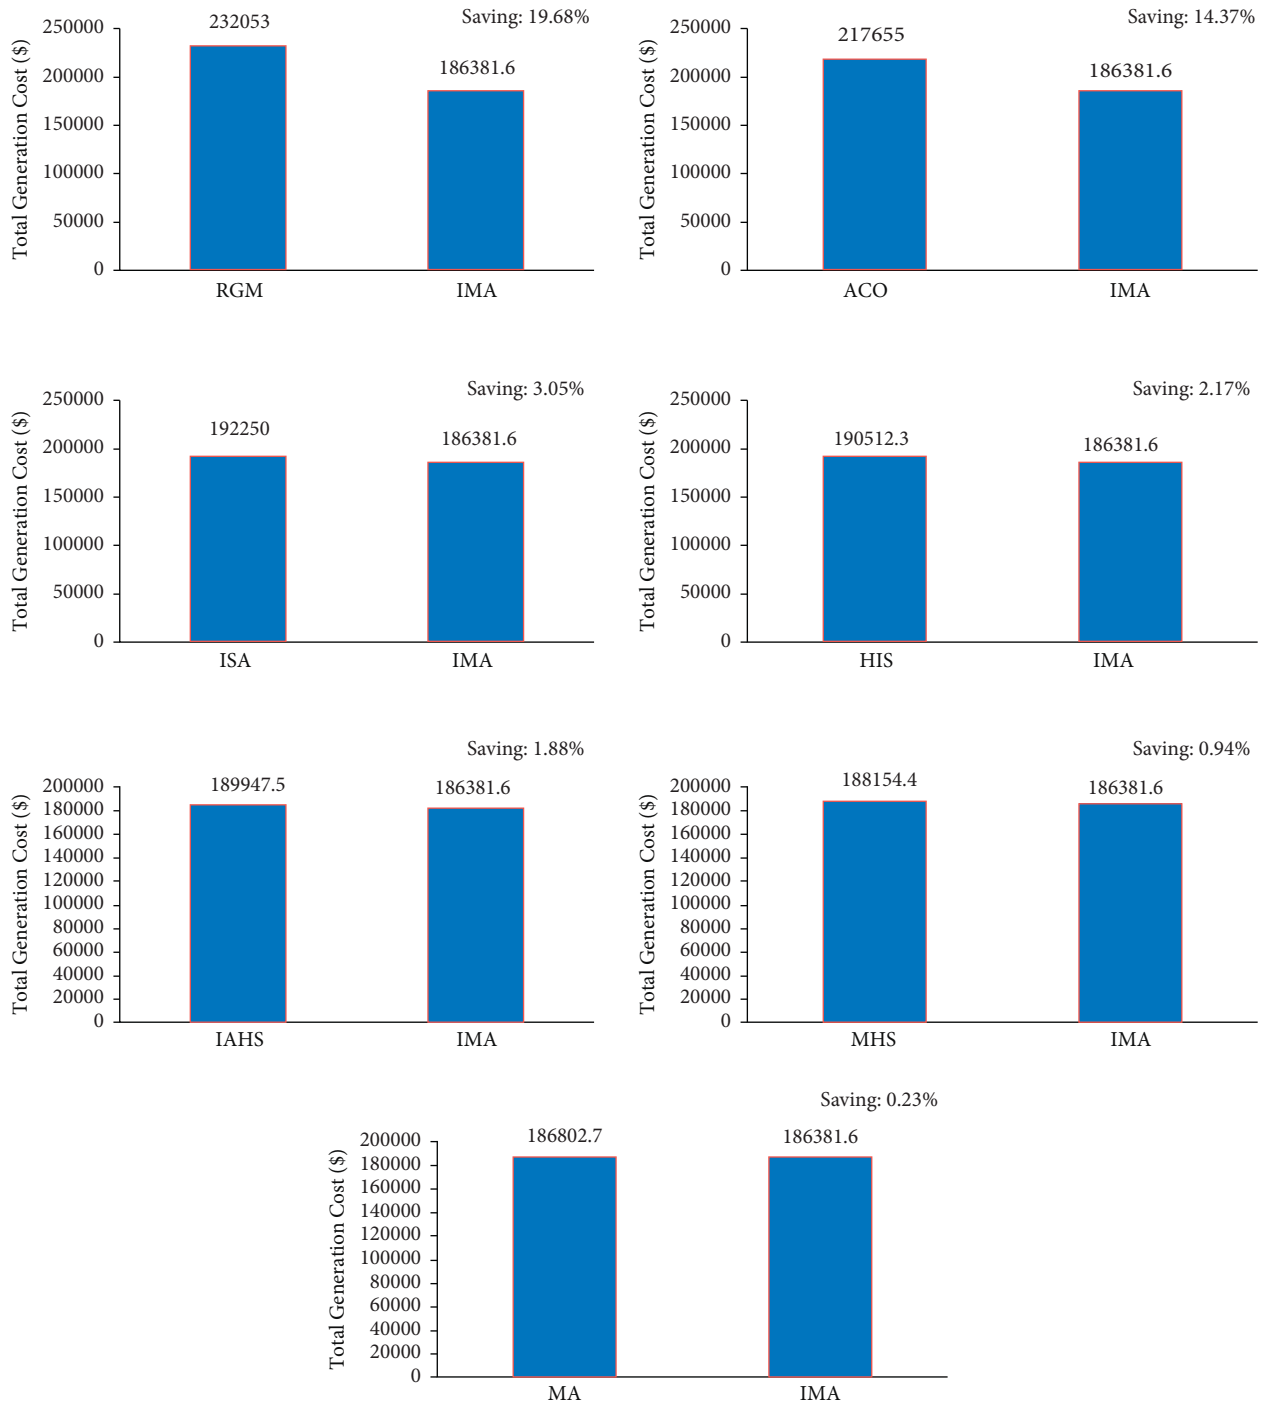 Saving: 19.68%
Total Generation Cost ($)
250000
200000
150000
100000
50000
0
232053
186381.6
RGM
IMA
Saving: 14.37%
Total Generation Cost ($)
250000
200000
150000
100000
50000
0
217655
186381.6
ACO
IMA
Saving: 3.05%
Total Generation Cost ($)
250000
200000
150000
100000
50000
0
192250
186381.6
ISA
IMA
Saving: 2.17%
Total Generation Cost ($)
250000
200000
150000
100000
50000
0
190512.3
186381.6
HIS
IMA
Saving: 1.88%
Total Generation Cost ($)
200000
180000
160000
140000
120000
100000
80000
60000
40000
20000
0
189947.5
186381.6
IAHS
IMA
Saving: 0.94%
Total Generation Cost ($)
200000
180000
160000
140000
120000
100000
80000
60000
40000
20000
0
188154.4
186381.6
MHS
IMA
Saving: 0.23%
Total Generation Cost ($)
200000
180000
160000
140000
120000
100000
80000
60000
40000
20000
0
186802.7
186381.6
MA
IMA